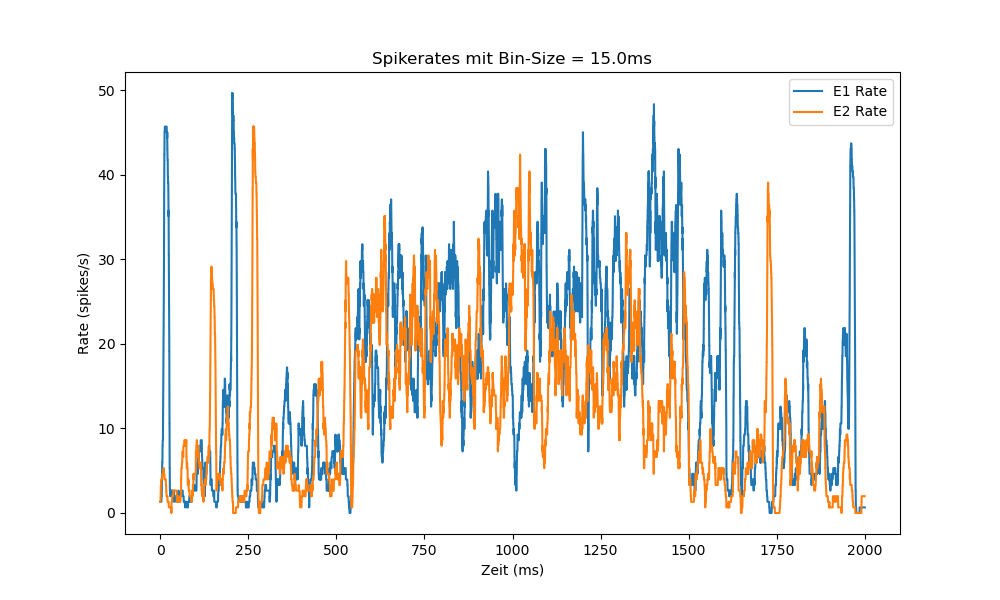 Spikerates mit Bin-Size = 15.0ms
E1 Rate
E2 Rate
50
40
30
20
10
0
Rate (spikes/s)
0 250 500 750 1000 1250 1500 1750 2000
Zeit (ms)